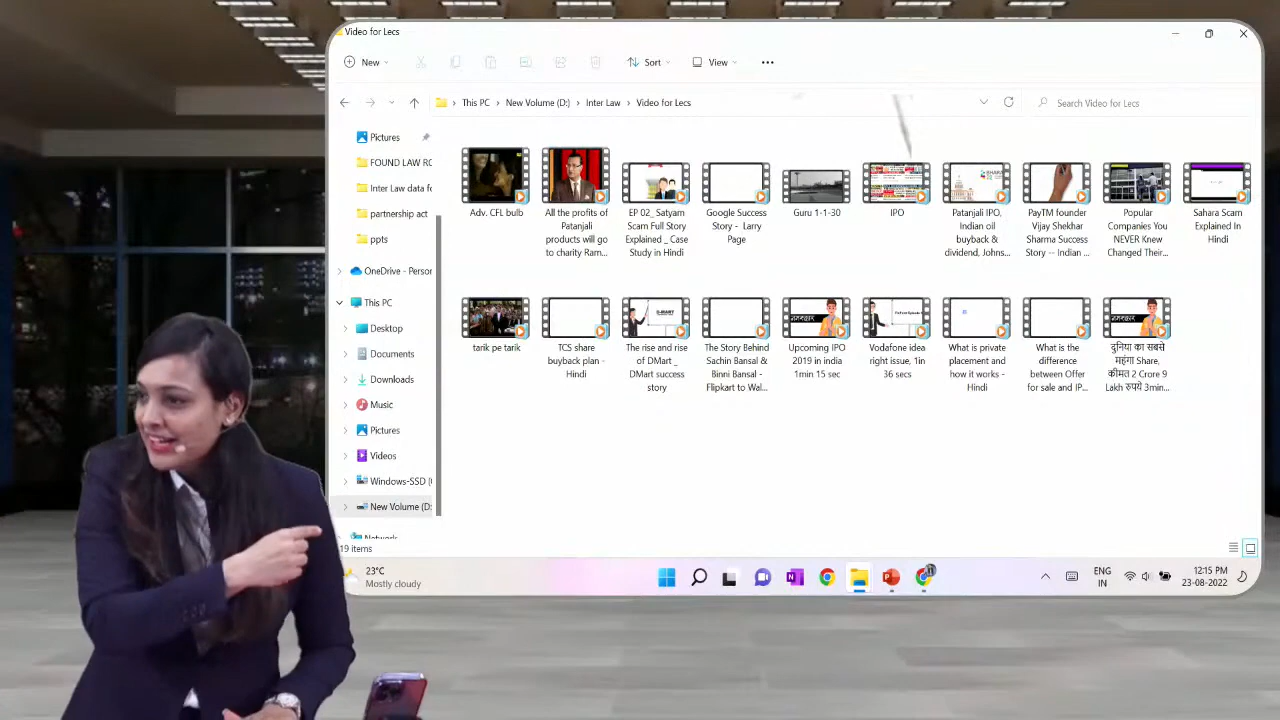 Video for Lecs
New
Sort
View
This PC
New Volume (D:)
Inter Law
Video for Lecs
Search Video for Lecs
Pictures
FOUND LAW RC
Inter Law data fo
partnership act
ppts
OneDrive - Person
This PC
Desktop
Documents
Downloads
Music
Pictures
Videos
Windows-SSD (
New Volume (D:
Network
Adv. CFL bulb
All the profits of
Patanjali
products will go
to charity Ram...
EP 02_ Satyam
Scam Full Story
Explained _ Case
Study in Hindi
Google Success
Story - Larry
Page
Guru 1-1-30
IPO
Patanjali IPO,
Indian oil
buyback &
dividend, Johns...
PayTM founder
Vijay Shekhar
Sharma Success
Story -- Indian ...
Popular
Companies You
NEVER Knew
Changed Their...
Sahara Scam
Explained In
Hindi
tarik pe tarik
TCS share
buyback plan -
Hindi
The rise and rise
of DMart _
DMart success
story
The Story Behind
Sachin Bansal &
Binni Bansal -
Flipkart to Wal...
Upcoming IPO
2019 in india
1min 15 sec
Vodafone idea
right issue, 1in
36 secs
What is private
placement and
how it works -
Hindi
What is the
difference
between Offer
for sale and IP...
दुनिया का सबसे
महंगा Share,
कीमत 2 Crore 9
Lakh रुपये 3min...
19 items
23°C
Mostly cloudy
ENG
IN
12:15 PM
23-08-2022